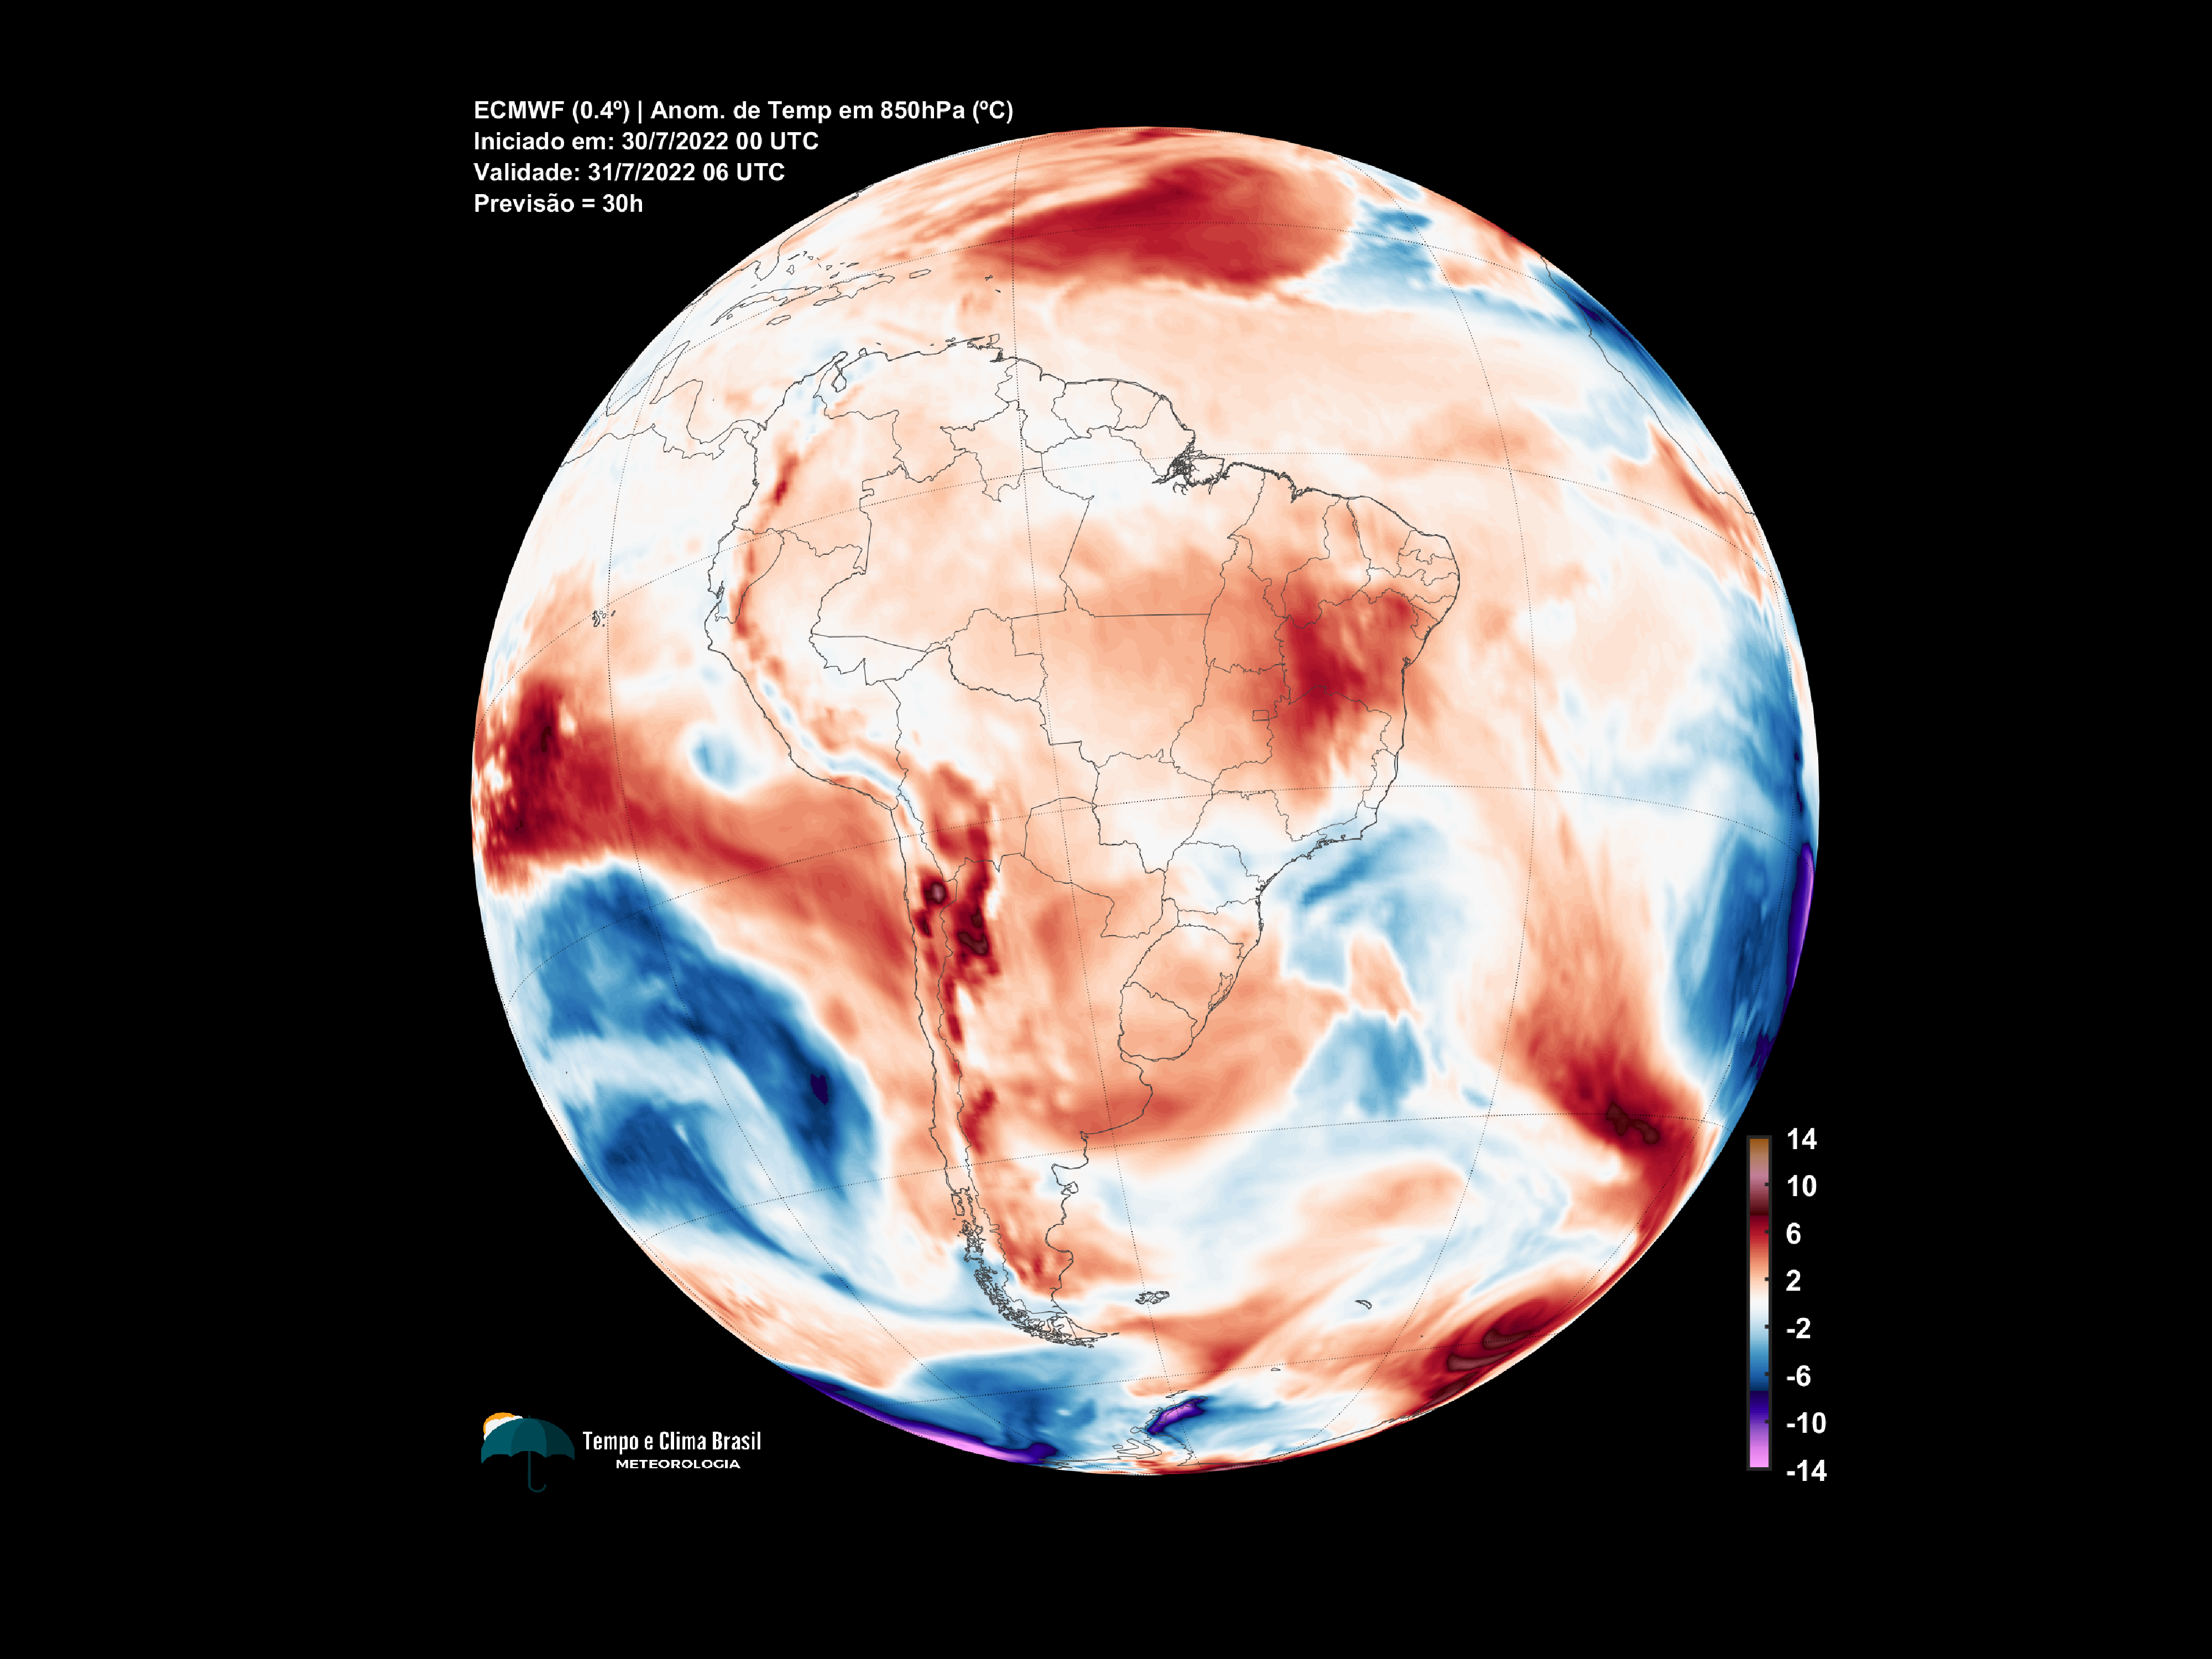 ECMWF (0.4º) | Anom. de Temp em 850hPa (ºC)
Iniciado em: 30/7/2022 00 UTC
Validade: 31/7/2022 06 UTC
Previsão = 30h
14
10
6
2
-2
-6
-10
-14
Tempo e Clima Brasil
METEOROLOGIA